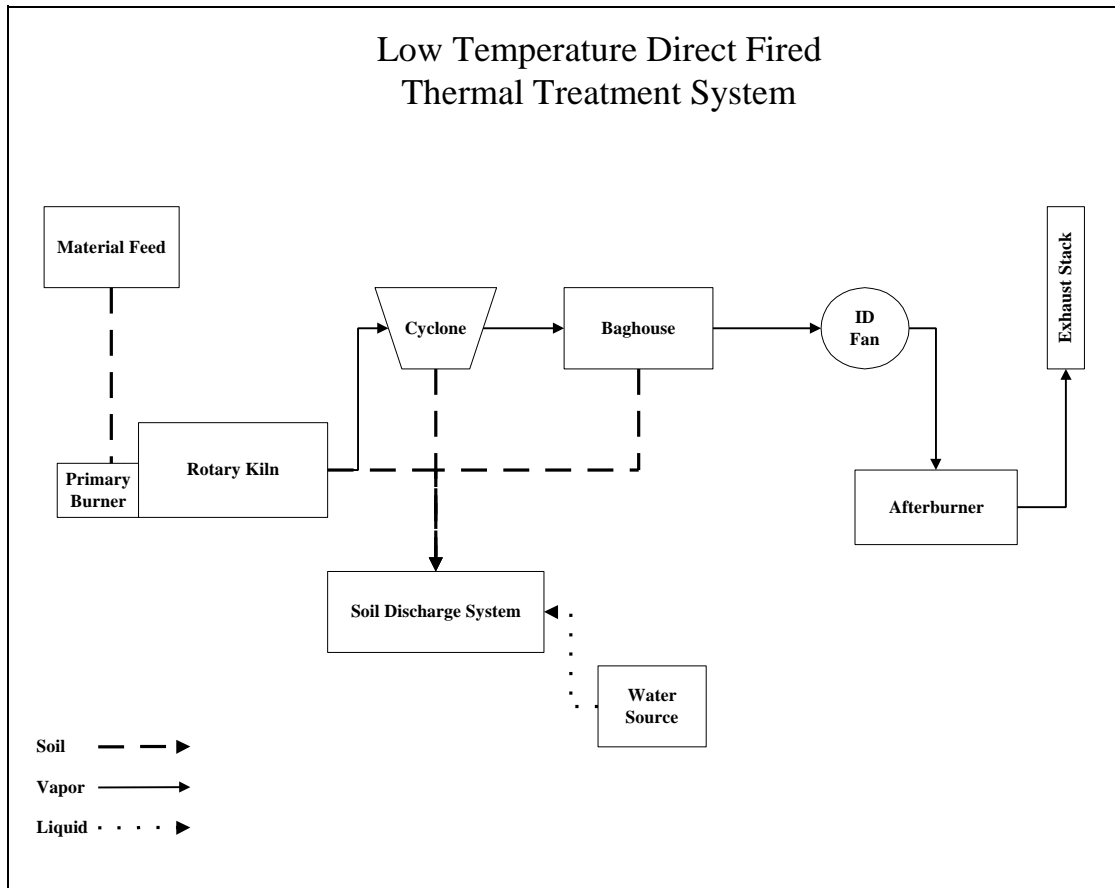 Low Temperature Direct Fired
Thermal Treatment System
Material Feed
Exhaust Stack
Cyclone
Baghouse
ID
Fan
Primary
Burner
Rotary Kiln
Afterburner
Soil Discharge System
Water
Source
Soil
Vapor
Liquid